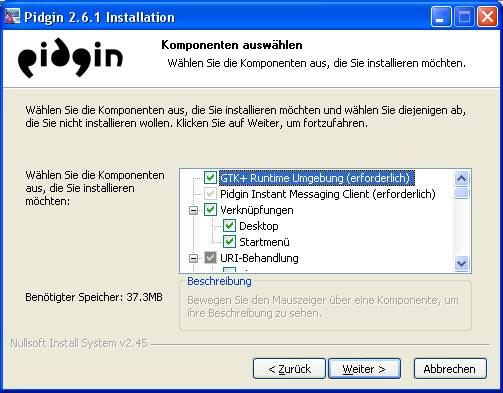 Pidgin 2.6.1 Installation
pidgin
Komponenten auswählen
Wählen Sie die Komponenten aus, die Sie installieren möchten.
Wählen Sie die Komponenten aus, die Sie installieren möchten und wählen Sie diejenigen ab,
die Sie nicht installieren wollen. Klicken Sie auf Weiter, um fortzufahren.
Wählen Sie die Komponenten
aus, die Sie installieren
möchten:
GTK+ Runtime Umgebung (erforderlich)
Pidgin Instant Messaging Client (erforderlich)
Verknüpfungen
Desktop
Startmenü
URI-Behandlung
Benötigter Speicher: 37.3MB
Beschreibung
Bewegen Sie den Mauszeiger über eine Komponente, um
ihre Beschreibung zu sehen.
Nullsoft Install System v2.45
< Zurück
Weiter >
Abbrechen